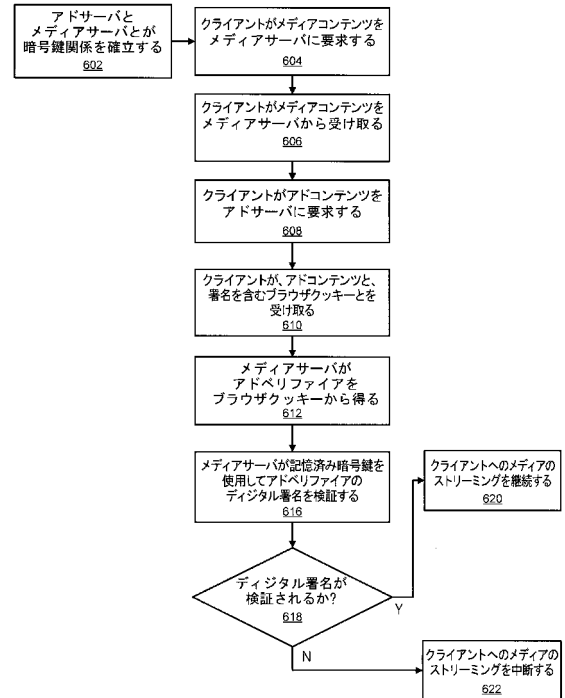 アドサーバと
メディアサーバとが
暗号鍵関係を確立する
602
クライアントがメディアコンテンツを
メディアサーバに要求する
604
クライアントがメディアコンテンツを
メディアサーバから受け取る
606
クライアントがアドコンテンツを
アドサーバに要求する
608
クライアントが、アドコンテンツと、
署名を含むブラウザクッキーとを
受け取る
610
メディアサーバが
アドベリファイアを
ブラウザクッキーから得る
612
メディアサーバが記憶済み暗号鍵を
使用してアドベリファイアの
ディジタル署名を検証する
616
ディジタル署名が
検証されるか?
618
Y
クライアントへのメディアの
ストリーミングを継続する
620
N
クライアントへのメディアの
ストリーミングを中断する
622